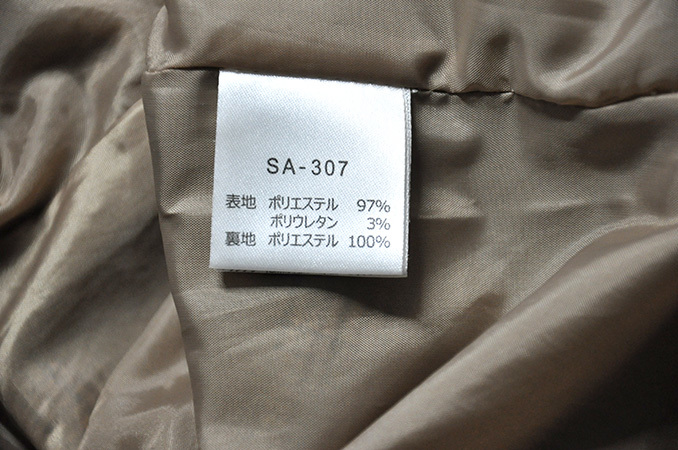 SA-307
表地 ポリエステル 97%
ポリウレタン 3%
裏地 ポリエステル 100%